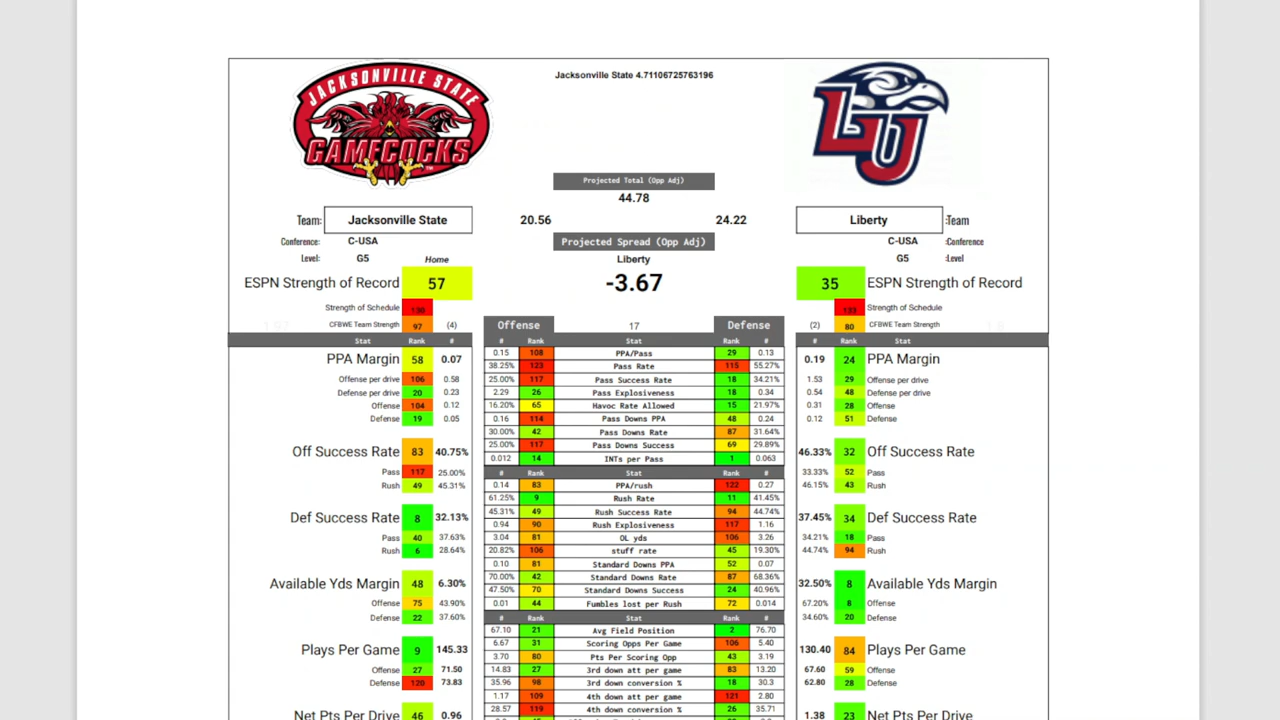 Jacksonville State 4.71106725763196
JACKSONVILLE STATE
GAMECOCKS
LU
Projected Total (Opp Adj)
44.78
Team: Jacksonville State 20.56 24.22 Liberty :Team
Conference: C-USA Projected Spread (Opp Adj) C-USA :Conference
Level: G5 Home Liberty G5 :Level
ESPN Strength of Record 57 -3.67 35 ESPN Strength of Record
Strength of Schedule Strength of Schedule
CFBWE Team Strength 97 (4) Offense 17 Defense (2) 80 CFBWE Team Strength
Stat Rank # # Rank Stat Rank # # Rank Stat
PPA Margin 58 0.07 0.19 24 PPA Margin
Offense per drive 106 0.58 1.53 29 Offense per drive
Defense per drive 20 0.23 0.54 48 Defense per drive
Offense 104 0.12 0.31 28 Offense
Defense 19 0.05 0.12 51 Defense
Off Success Rate 83 40.75% 46.33% 32 Off Success Rate
Pass 117 25.00% 33.33% 52 Pass
Rush 49 45.31% 46.15% 43 Rush
Def Success Rate 8 32.13% 37.45% 34 Def Success Rate
Pass 40 37.63% 34.21% 18 Pass
Rush 6 28.64% 44.74% 94 Rush
Available Yds Margin 48 6.30% 32.50% 8 Available Yds Margin
Offense 75 43.90% 67.20% 8 Offense
Defense 22 37.60% 34.60% 20 Defense
Plays Per Game 9 145.33 130.40 84 Plays Per Game
Offense 27 71.50 67.60 59 Offense
Defense 120 73.83 62.80 28 Defense
Net Pts Per Drive 46 0.96 1.38 23 Net Pts Per Drive
0.15 108 PPA/Pass 29 0.13
38.25% 123 Pass Rate 115 55.27%
25.00% 117 Pass Success Rate 18 34.21%
2.29 26 Pass Explosiveness 18 0.34
16.20% 65 Havoc Rate Allowed 15 21.97%
0.16 114 Pass Downs PPA 48 0.24
30.00% 42 Pass Downs Rate 87 31.64%
25.00% 117 Pass Downs Success 69 29.89%
0.012 14 INTs per Pass 1 0.063
# Rank Stat Rank #
0.14 83 PPA/rush 122 0.27
61.25% 9 Rush Rate 11 41.45%
45.31% 49 Rush Success Rate 94 44.74%
0.94 90 Rush Explosiveness 117 1.16
3.04 81 OL yds 106 3.26
20.82% 106 stuff rate 45 19.30%
0.10 81 Standard Downs PPA 52 0.07
70.00% 42 Standard Downs Rate 87 68.36%
47.50% 70 Standard Downs Success 24 40.96%
0.01 44 Fumbles lost per Rush 72 0.014
# Rank Stat Rank #
67.10 21 Avg Field Position 2 76.70
6.67 31 Scoring Opps Per Game 106 5.40
3.70 80 Pts Per Scoring Opp 43 3.19
14.83 27 3rd down att per game 83 13.20
35.96 98 3rd down conversion % 18 30.3
1.17 109 4th down att per game 121 2.80
28.57 119 4th down conversion % 26 35.71